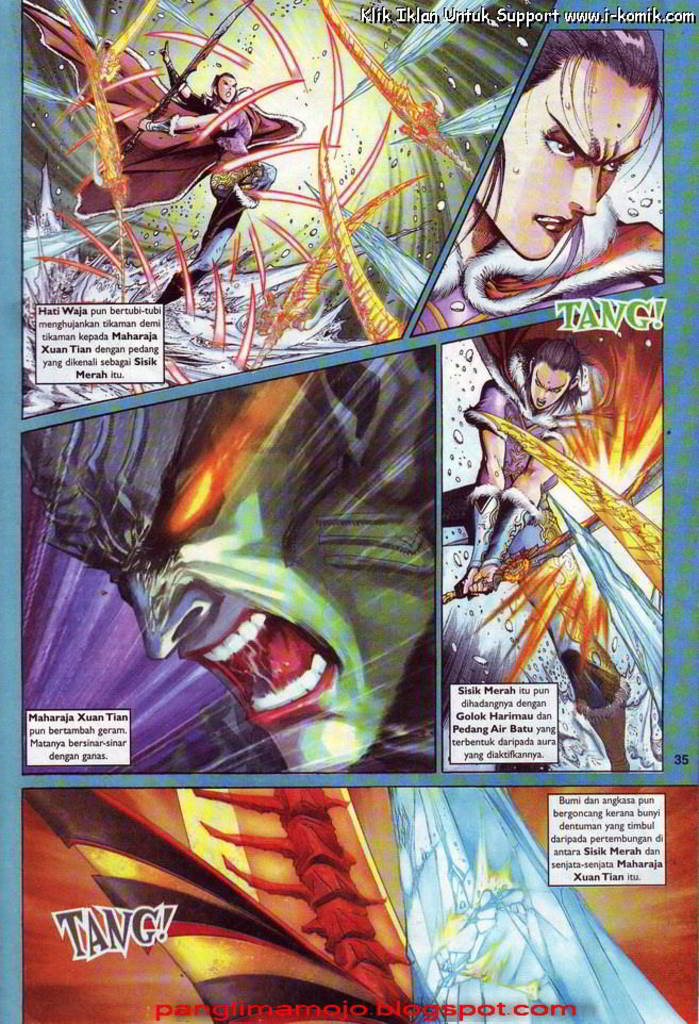 Klik Iklan Untuk Support www.i-komik.com
Hati Waja pun bertubi-tubi
menghujankan tikaman demi
tikaman kepada Maharaja
Xuan Tian dengan pedang
yang dikenali sebagai Sisik
Merah itu.
TANG!
Maharaja Xuan Tian
pun bertambah geram.
Matanya bersinar-sinar
dengan ganas.
Sisik Merah itu pun
dihadangnya dengan
Golok Harimau dan
Pedang Air Batu yang
terbentuk daripada aura
yang diaktifkannya.
35
Bumi dan angkasa pun
bergoncang kerana bunyi
dentuman yang timbul
daripada pertembungan di
antara Sisik Merah dan
senjata-senjata Maharaja
Xuan Tian itu.
TANG!
panglimamojo.blogspot.com